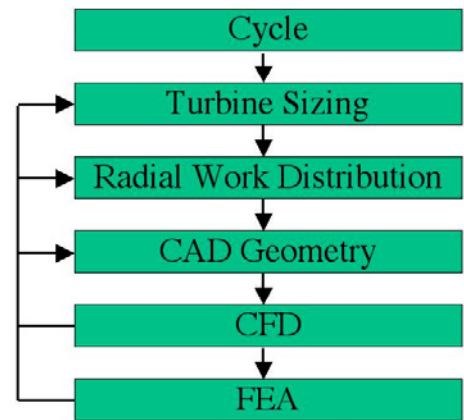 Cycle
Turbine Sizing
Radial Work Distribution
CAD Geometry
CFD
FEA